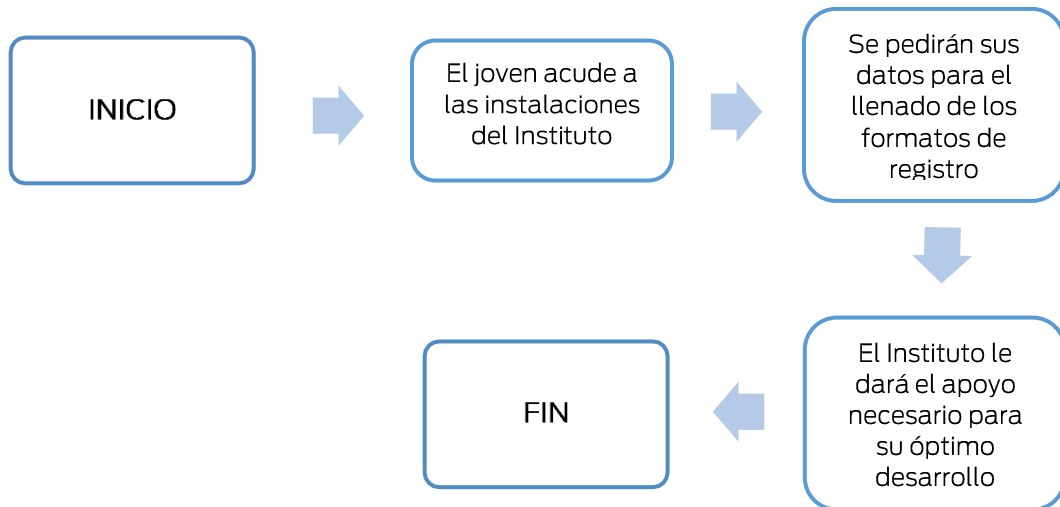 INICIO
El joven acude a
las instalaciones
del Instituto
Se pedirán sus
datos para el
llenado de los
formatos de
registro
El Instituto le
dará el apoyo
necesario para
su óptimo
desarrollo
FIN